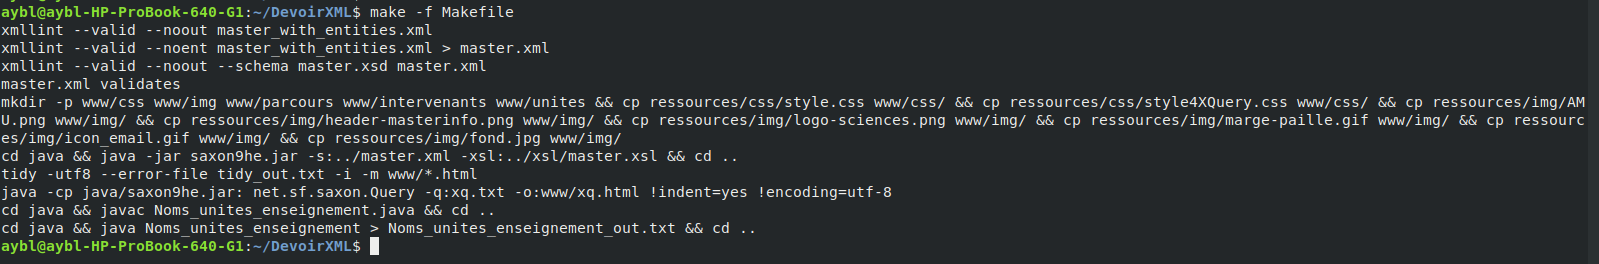 aybl@aybl-HP-ProBook-640-G1:~/DevoirXML$ make -f Makefile
xmllint --valid --noout master_with_entities.xml
xmllint --valid --noent master_with_entities.xml > master.xml
xmllint --valid --noout --schema master.xsd master.xml
master.xml validates
mkdir -p www/css www/img www/parcours www/intervenants www/unites && cp ressources/css/style.css www/css/ && cp ressources/css/style4XQuery.css www/css/ && cp ressources/img/AM
U.png www/img/ && cp ressources/img/header-masterinfo.png www/img/ && cp ressources/img/logo-sciences.png www/img/ && cp ressources/img/marge-paille.gif www/img/ && cp ressourc
es/img/icon_email.gif www/img/ && cp ressources/img/fond.jpg www/img/
cd java && java -jar saxon9he.jar -s:../master.xml -xsl:../xsl/master.xsl && cd ..
tidy -utf8 --error-file tidy_out.txt -i -m www/*.html
java -cp java/saxon9he.jar: net.sf.saxon.Query -q:xq.txt -o:www/xq.html !indent=yes !encoding=utf-8
cd java && javac Noms_unites_enseignement.java && cd ..
cd java && java Noms_unites_enseignement > Noms_unites_enseignement_out.txt && cd ..
aybl@aybl-HP-ProBook-640-G1:~/DevoirXML$